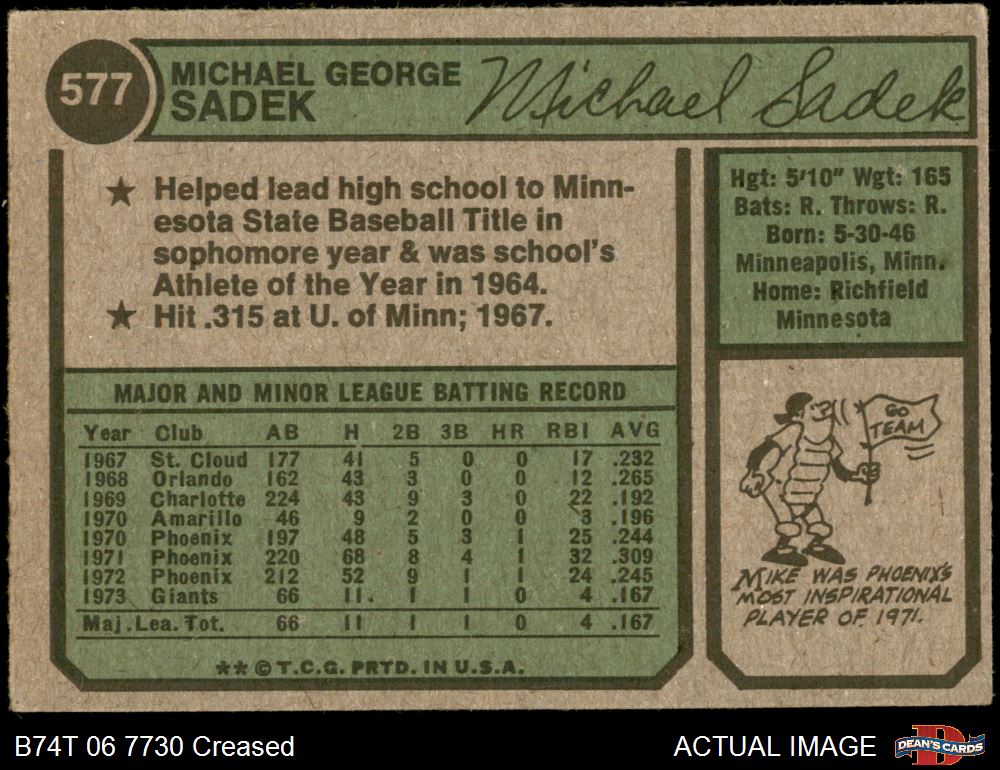 577
MICHAEL GEORGE
SADEK
Michael Sadek
★ Helped lead high school to Minn-
esota State Baseball Title in
sophomore year & was school's
Athlete of the Year in 1964.
★ Hit .315 at U. of Minn; 1967.
Hgt: 5'10" Wgt: 165
Bats: R. Throws: R.
Born: 5-30-46
Minneapolis, Minn.
Home: Richfield
Minnesota
MAJOR AND MINOR LEAGUE BATTING RECORD
Year Club AB H 2B 3B HR RBI AVG
1967 St. Cloud 177 41 5 0 0 17 .232
1968 Orlando 162 43 3 0 0 12 .265
1969 Charlotte 224 43 9 3 0 22 .192
1970 Amarillo 46 9 2 0 0 3 .196
1970 Phoenix 197 48 5 3 1 25 .244
1971 Phoenix 220 68 8 4 1 32 .309
1972 Phoenix 212 52 9 1 1 24 .245
1973 Giants 66 11 . 1 1 0 4 .167
Maj. Lea. Tot. 66 11 1 1 0 4 .167
** © T.C.G. PRTD. IN U.S.A.
GO
TEAM
MIKE WAS PHOENIX'S
MOST INSPIRATIONAL
PLAYER OF 1971.
B74T 06 7730 Creased
ACTUAL IMAGE
D
DEAN'S CARDS